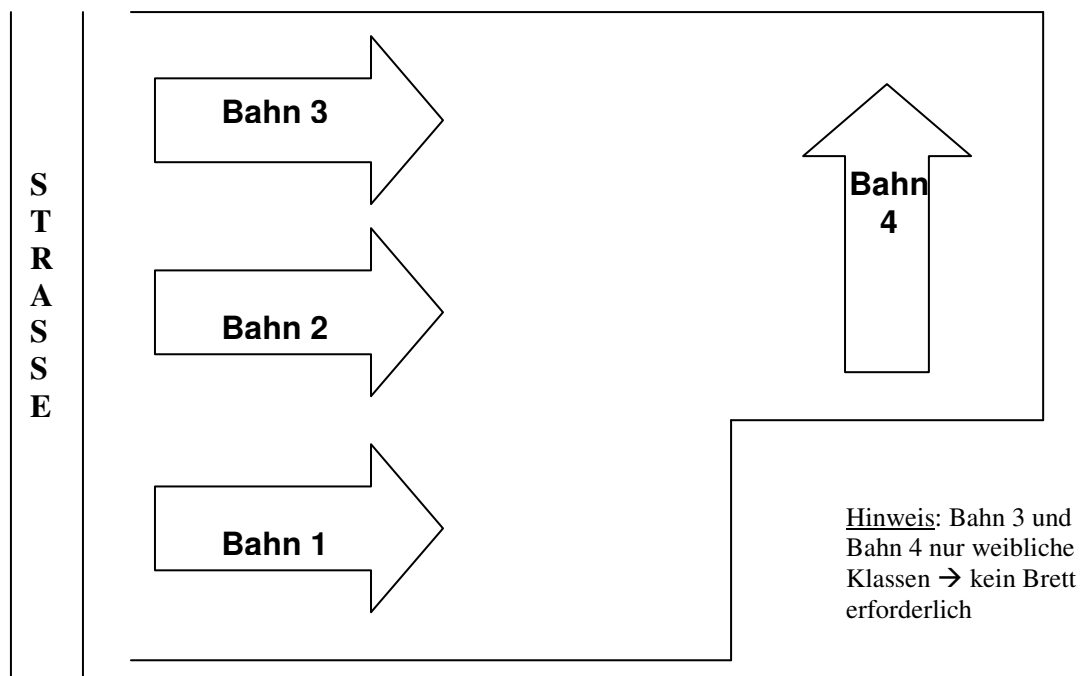 S
T
R
A
S
S
E
Bahn 3
Bahn 2
Bahn 1
Bahn
4
Hinweis: Bahn 3 und
Bahn 4 nur weibliche
Klassen → kein Brett
erforderlich